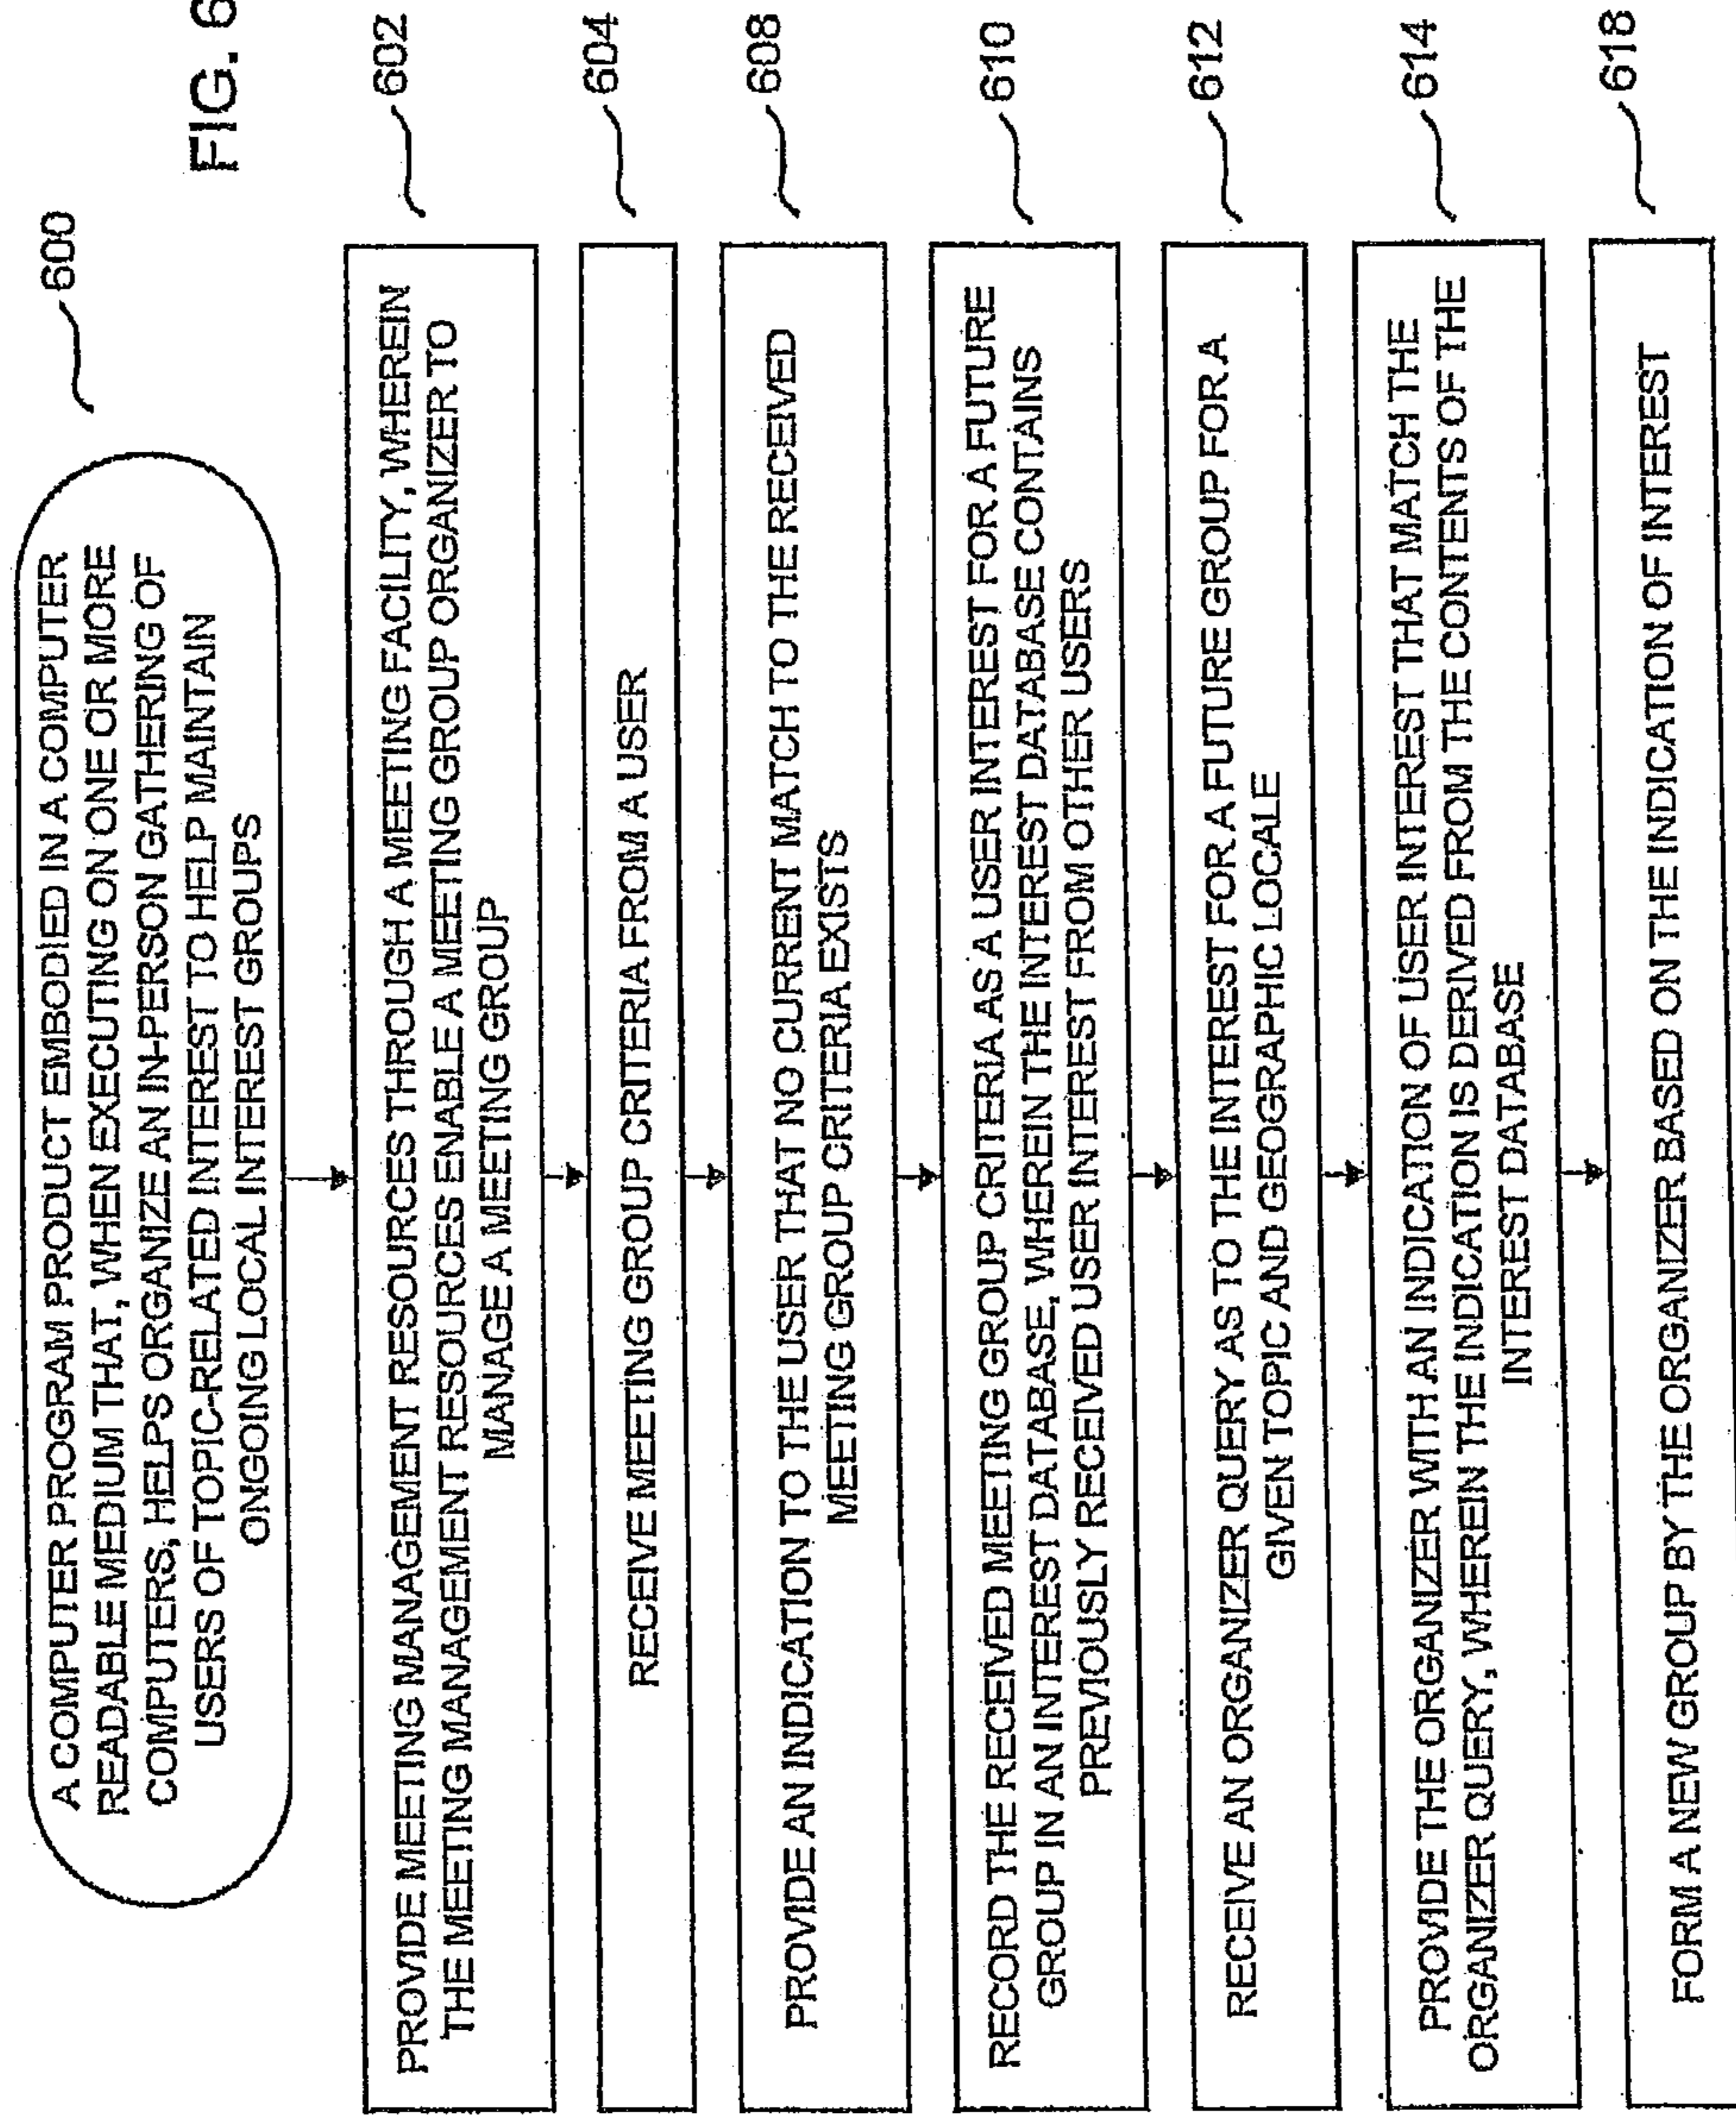 600
A COMPUTER PROGRAM PRODUCT EMBODIED IN A COMPUTER
READABLE MEDIUM THAT, WHEN EXECUTING ON ONE OR MORE
COMPUTERS, HELPS ORGANIZE AN IN-PERSON GATHERING OF
USERS OF TOPIC-RELATED INTEREST TO HELP MAINTAIN
ONGOING LOCAL INTEREST GROUPS
FIG. 6
602
PROVIDE MEETING MANAGEMENT RESOURCES THROUGH A MEETING FACILITY, WHEREIN
THE MEETING MANAGEMENT RESOURCES ENABLE A MEETING GROUP ORGANIZER TO
MANAGE A MEETING GROUP
604
RECEIVE MEETING GROUP CRITERIA FROM A USER
608
PROVIDE AN INDICATION TO THE USER THAT NO CURRENT MATCH TO THE RECEIVED
MEETING GROUP CRITERIA EXISTS
610
RECORD THE RECEIVED MEETING GROUP CRITERIA AS A USER INTEREST FOR A FUTURE
GROUP IN AN INTEREST DATABASE, WHEREIN THE INTEREST DATABASE CONTAINS
PREVIOUSLY RECEIVED USER INTEREST FROM OTHER USERS
612
RECEIVE AN ORGANIZER QUERY AS TO THE INTEREST FOR A FUTURE GROUP FOR A
GIVEN TOPIC AND GEOGRAPHIC LOCALE
614
PROVIDE THE ORGANIZER WITH AN INDICATION OF USER INTEREST THAT MATCH THE
ORGANIZER QUERY, WHEREIN THE INDICATION IS DERIVED FROM THE CONTENTS OF THE
INTEREST DATABASE
618
FORM A NEW GROUP BY THE ORGANIZER BASED ON THE INDICATION OF INTEREST